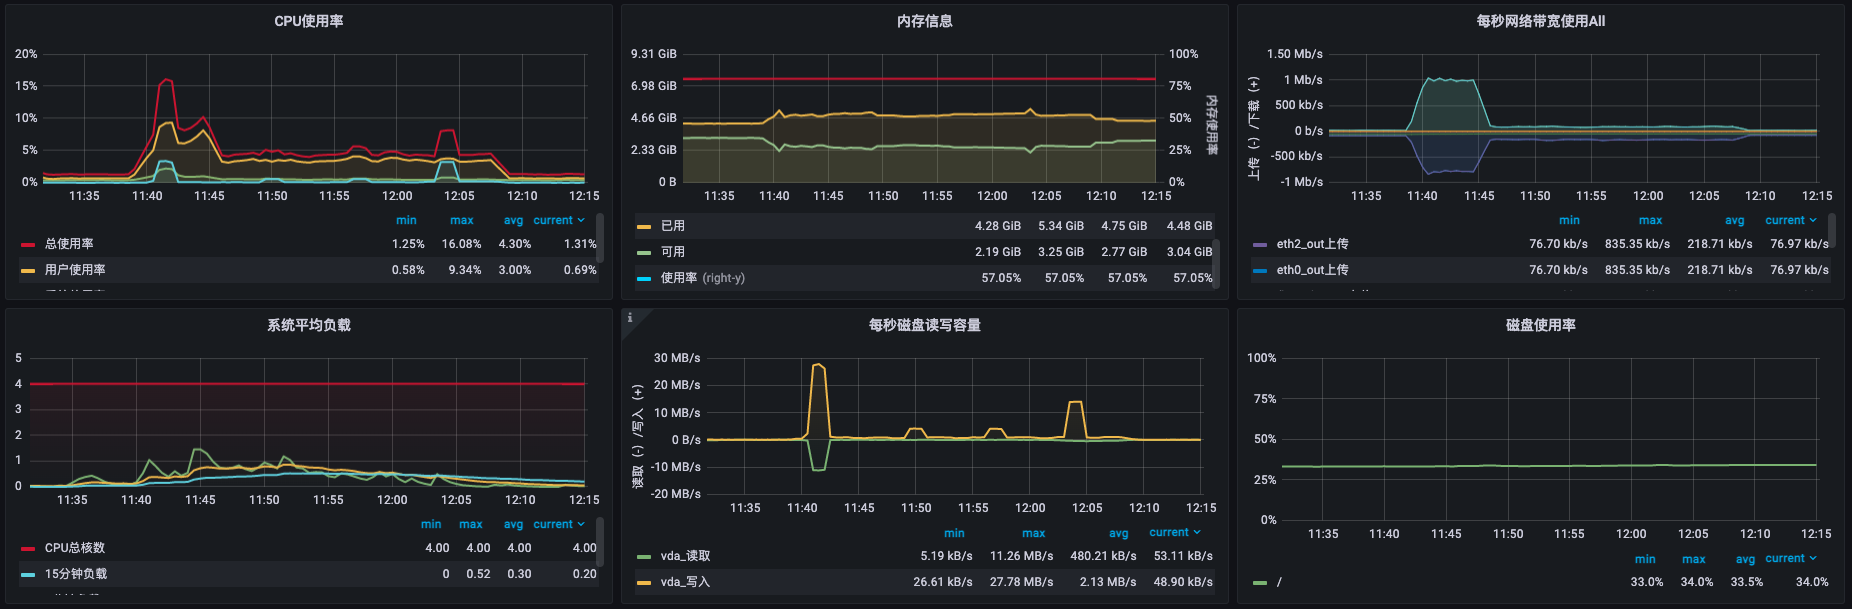 CPU使用率
20%
15%
10%
5%
0%
11:35 11:40 11:45 11:50 11:55 12:00 12:05 12:10 12:15
min max avg current
总使用率 1.25% 16.08% 4.30% 1.31%
用户使用率 0.58% 9.34% 3.00% 0.69%
内存信息
9.31 GiB 100%
6.98 GiB 75%
4.66 GiB 50%
2.33 GiB 25%
0 B 0%
内存使用率
11:35 11:40 11:45 11:50 11:55 12:00 12:05 12:10 12:15
已用 4.28 GiB 5.34 GiB 4.75 GiB 4.48 GiB
可用 2.19 GiB 3.25 GiB 2.77 GiB 3.04 GiB
使用率 (right-y) 57.05% 57.05% 57.05% 57.05%
每秒网络带宽使用All
上传（-）/下载（+）
1.50 Mb/s
1 Mb/s
500 kb/s
0 b/s
-500 kb/s
-1 Mb/s
11:35 11:40 11:45 11:50 11:55 12:00 12:05 12:10 12:15
min max avg current
eth2_out上传 76.70 kb/s 835.35 kb/s 218.71 kb/s 76.97 kb/s
eth0_out上传 76.70 kb/s 835.35 kb/s 218.71 kb/s 76.97 kb/s
系统平均负载
5
4
3
2
1
0
11:35 11:40 11:45 11:50 11:55 12:00 12:05 12:10 12:15
min max avg current
CPU总核数 4.00 4.00 4.00 4.00
15分钟负载 0 0.52 0.30 0.20
i
每秒磁盘读写容量
读取（-）/写入（+）
30 MB/s
20 MB/s
10 MB/s
0 B/s
-10 MB/s
-20 MB/s
11:35 11:40 11:45 11:50 11:55 12:00 12:05 12:10 12:15
min max avg current
vda_读取 5.19 kB/s 11.26 MB/s 480.21 kB/s 53.11 kB/s
vda_写入 26.61 kB/s 27.78 MB/s 2.13 MB/s 48.90 kB/s
磁盘使用率
100%
75%
50%
25%
0%
11:35 11:40 11:45 11:50 11:55 12:00 12:05 12:10 12:15
min max avg current
/ 33.0% 34.0% 33.5% 34.0%